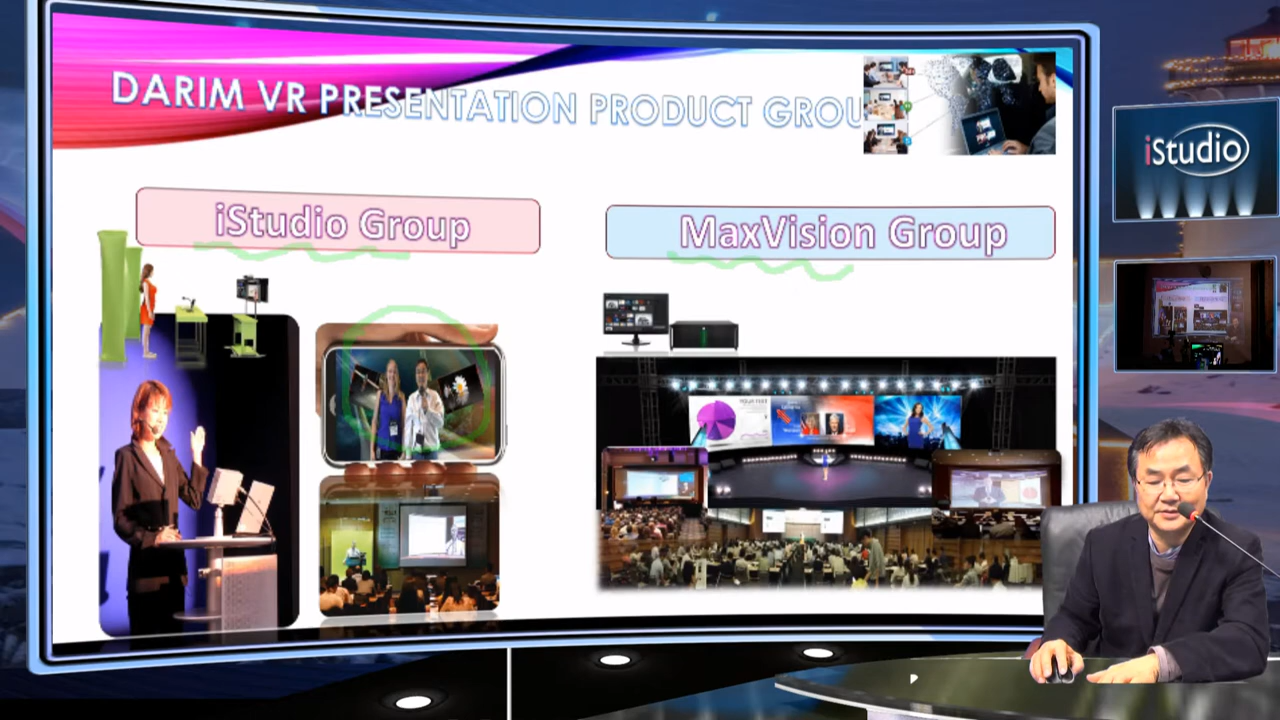 DARIM VR PRESENTATION PRODUCT GROU
iStudio
iStudio Group
MaxVision Group